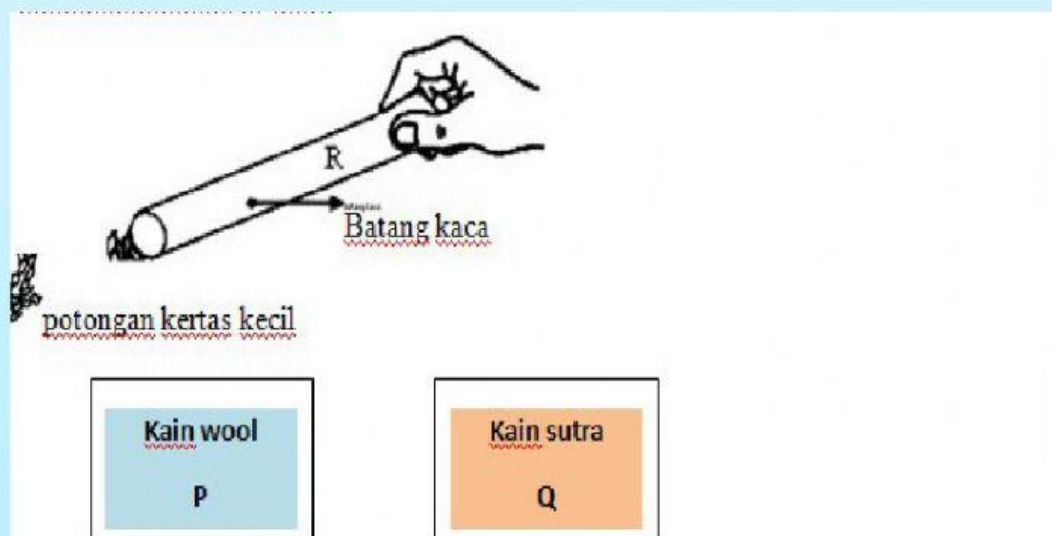 R
Batang kaca
potongan kertas kecil
Kain wool
P
Kain sutra
Q